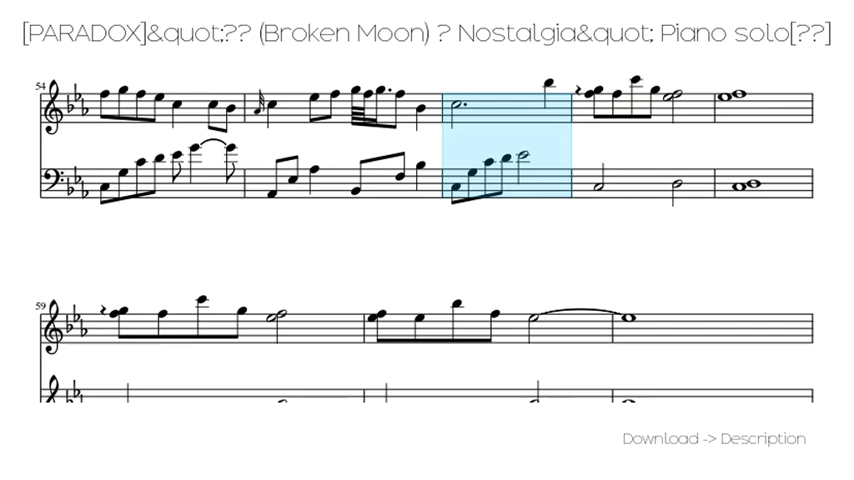 [PARADOX]&quot;?? (Broken Moon) ? Nostalgia&quot; Piano solo[??]
54
59
Download -> Description